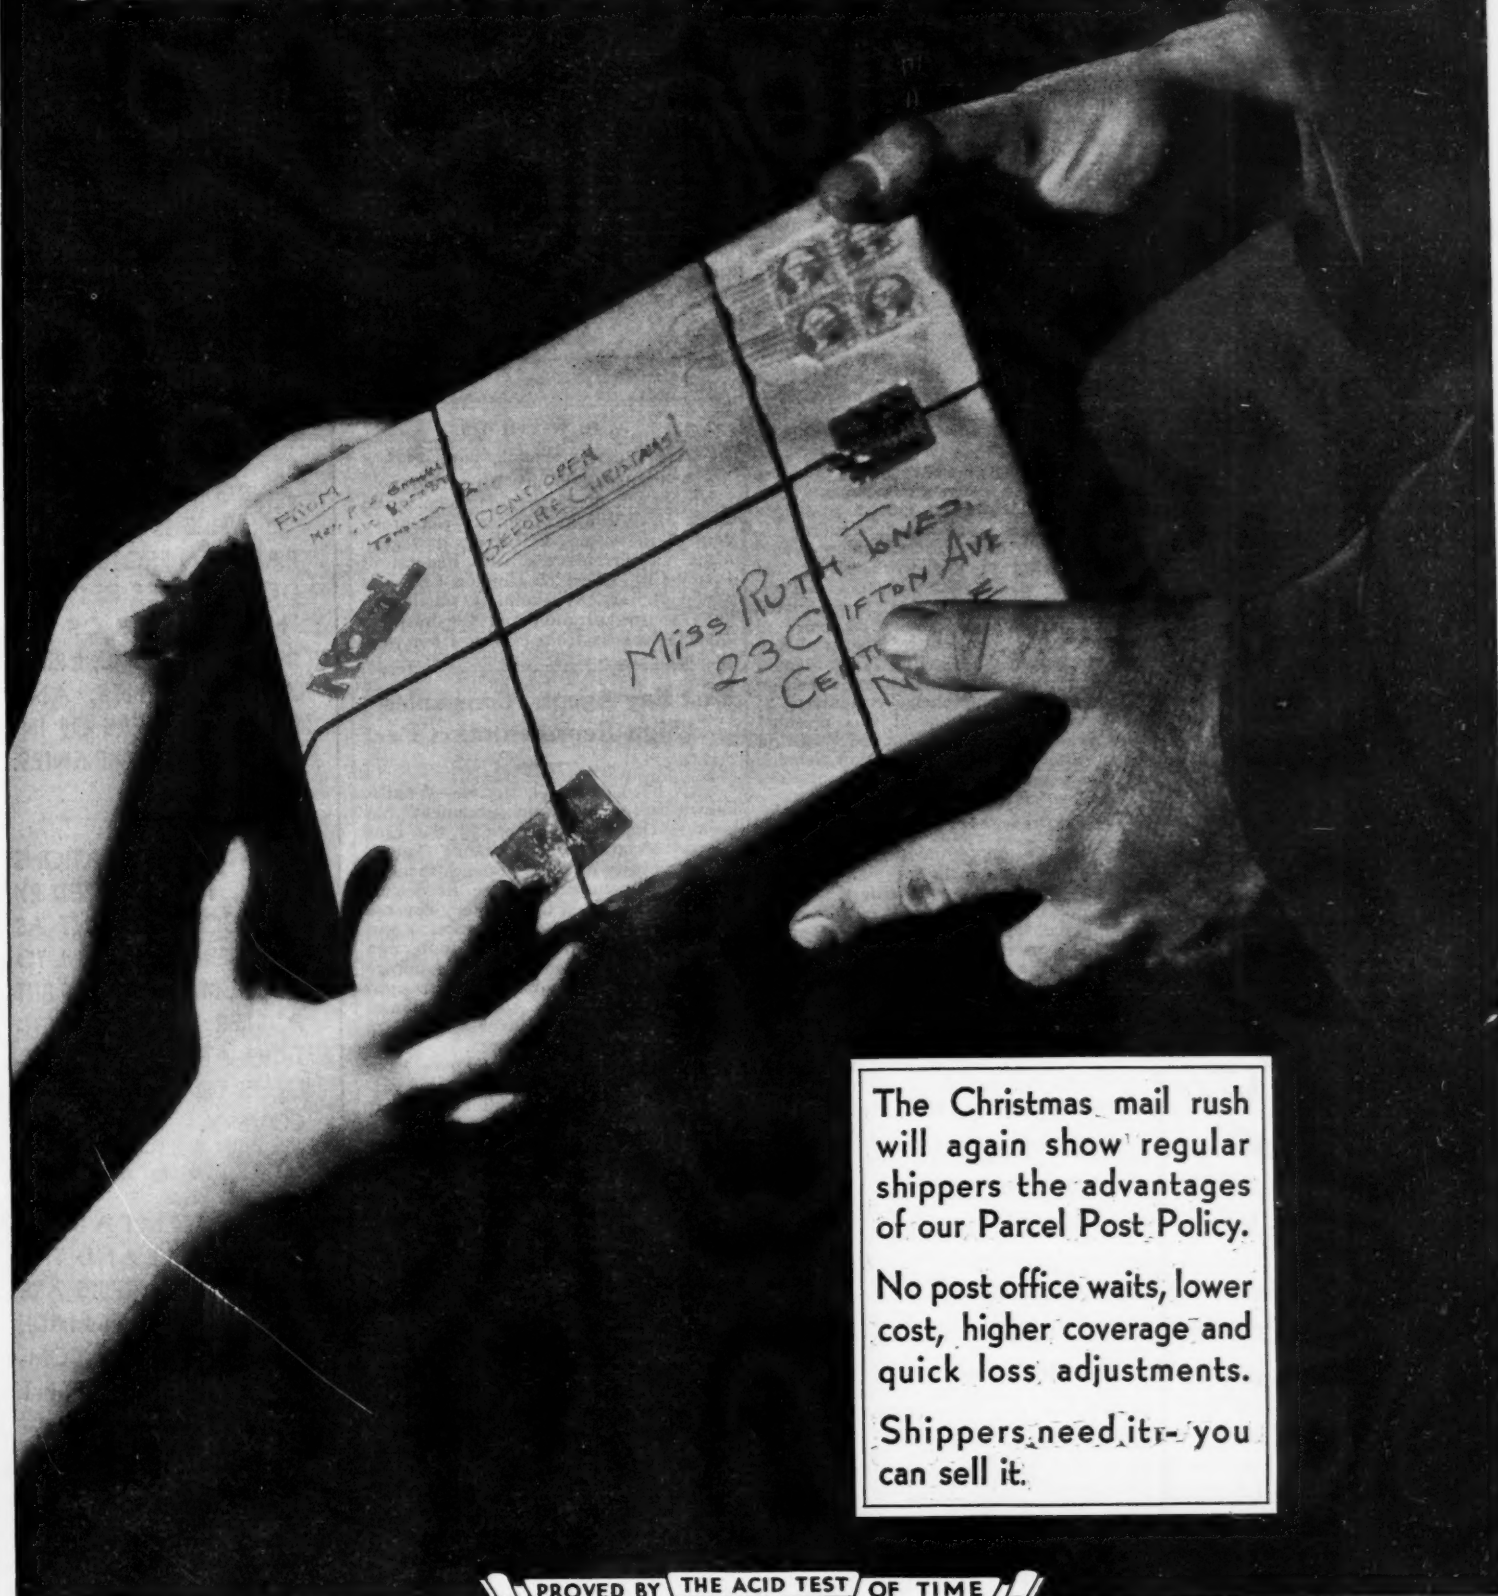 FROM
DON'T OPEN
BEFORE CHRISTMAS!
MISS RUTH JONES,
23 CLIFTON AVE
The Christmas mail rush
will again show regular
shippers the advantages
of our Parcel Post Policy.
No post office waits, lower
cost, higher coverage and
quick loss adjustments.
Shippers need it -- you
can sell it.
PROVED BY THE ACID TEST OF TIME